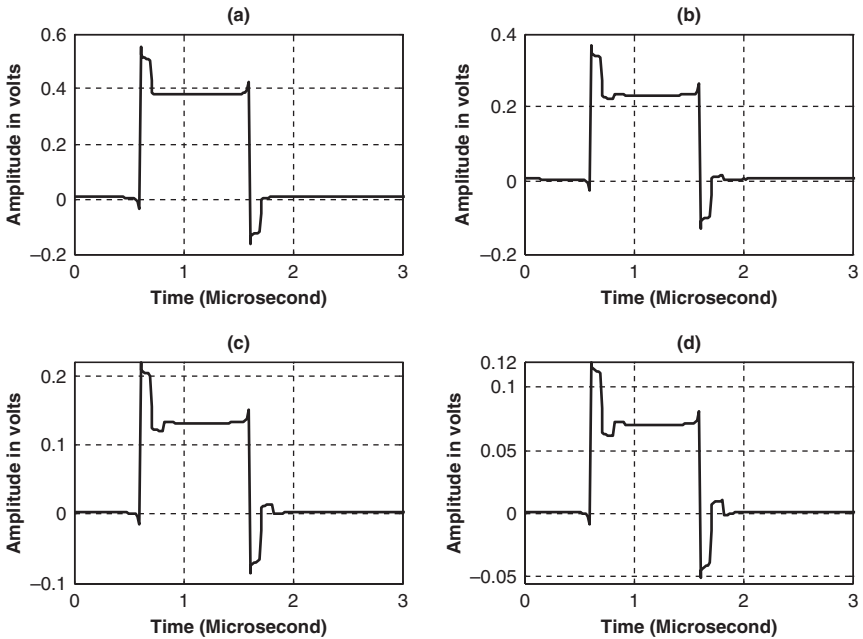 (a)
Amplitude in volts
0.6
0.4
0.2
0
−0.2
0 1 2 3
Time (Microsecond)
(b)
Amplitude in volts
0.4
0.2
0
−0.2
0 1 2 3
Time (Microsecond)
(c)
Amplitude in volts
0.2
0.1
0
−0.1
0 1 2 3
Time (Microsecond)
(d)
Amplitude in volts
0.12
0.1
0.05
0
−0.05
0 1 2 3
Time (Microsecond)